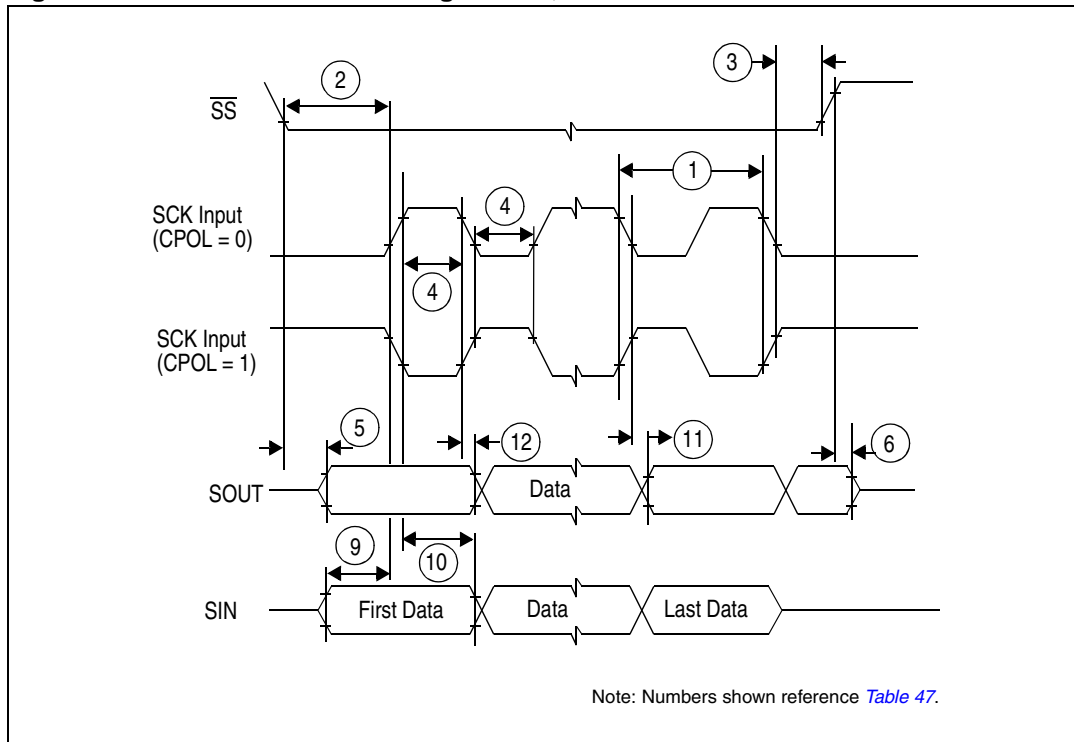 3
2
SS
1
SCK Input
(CPOL = 0)
4
4
SCK Input
(CPOL = 1)
5
12
11
6
SOUT
Data
9
10
SIN
First Data
Data
Last Data
Note: Numbers shown reference Table 47.